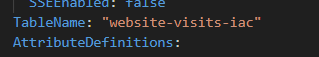 SSEEnabled: false
TableName: "website-visits-iac"
AttributeDefinitions: